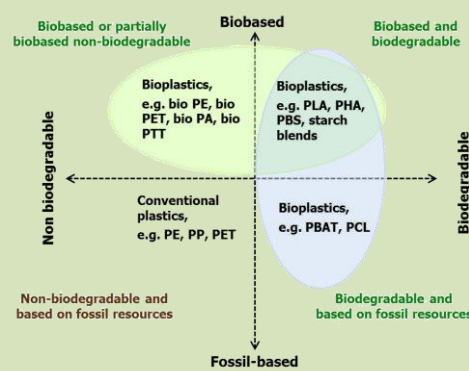 Biobased or partially
biobased non-biodegradable
Biobased
Biobased and
biodegradable
Bioplastics,
e.g. bio PE, bio
PET, bio PA, bio
PTT
Bioplastics,
e.g. PLA, PHA,
PBS, starch
blends
Non biodegradable
Biodegradable
Conventional
plastics,
e.g. PE, PP, PET
Bioplastics,
e.g. PBAT, PCL
Non-biodegradable and
based on fossil resources
Biodegradable and
based on fossil resources
Fossil-based